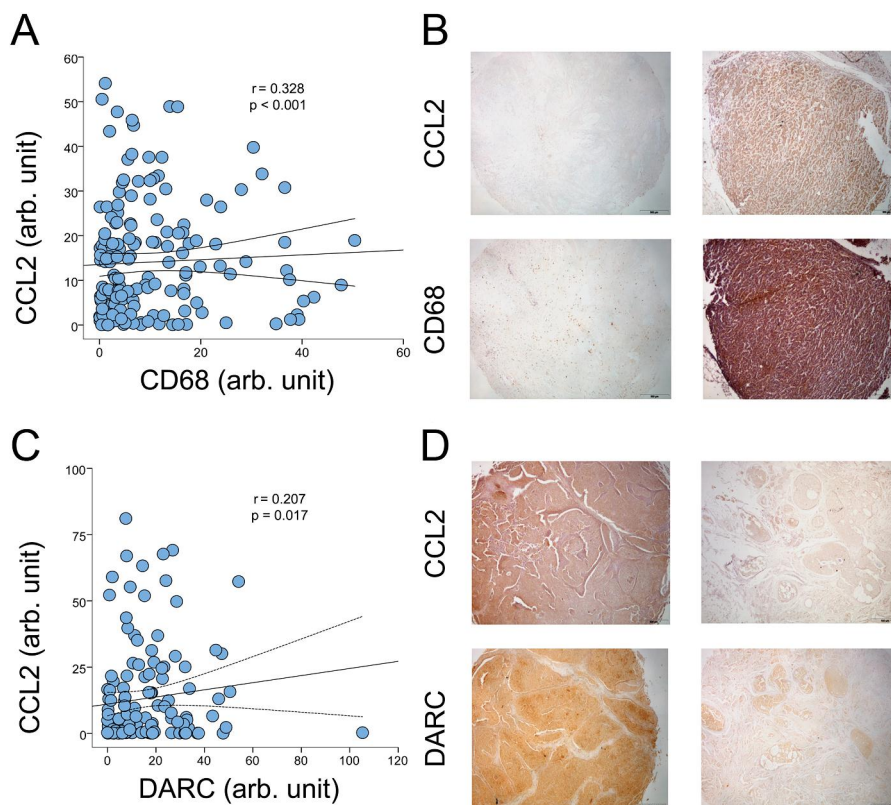 A
60
50
40
30
20
10
0
CCL2 (arb. unit)
r = 0.328
p < 0.001
0
20
40
60
CD68 (arb. unit)
B
CCL2
CD68
C
100
75
50
25
0
CCL2 (arb. unit)
r = 0.207
p = 0.017
0
20
40
60
80
100
120
DARC (arb. unit)
D
CCL2
DARC